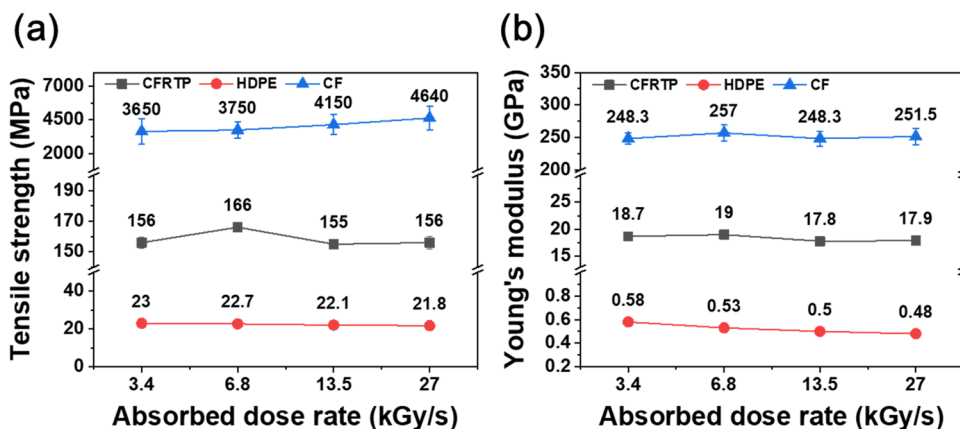 (a)
CFRTP HDPE CF
Tensile strength (MPa)
7000
4500
2000
190
170
150
40
20
0
3650 3750 4150 4640
156 166 155 156
23 22.7 22.1 21.8
3.4 6.8 13.5 27
Absorbed dose rate (kGy/s)
(b)
CFRTP HDPE CF
Young's modulus (GPa)
350
300
250
200
25
20
15
0.8
0.6
0.4
0.2
248.3 257 248.3 251.5
18.7 19 17.8 17.9
0.58 0.53 0.5 0.48
3.4 6.8 13.5 27
Absorbed dose rate (kGy/s)